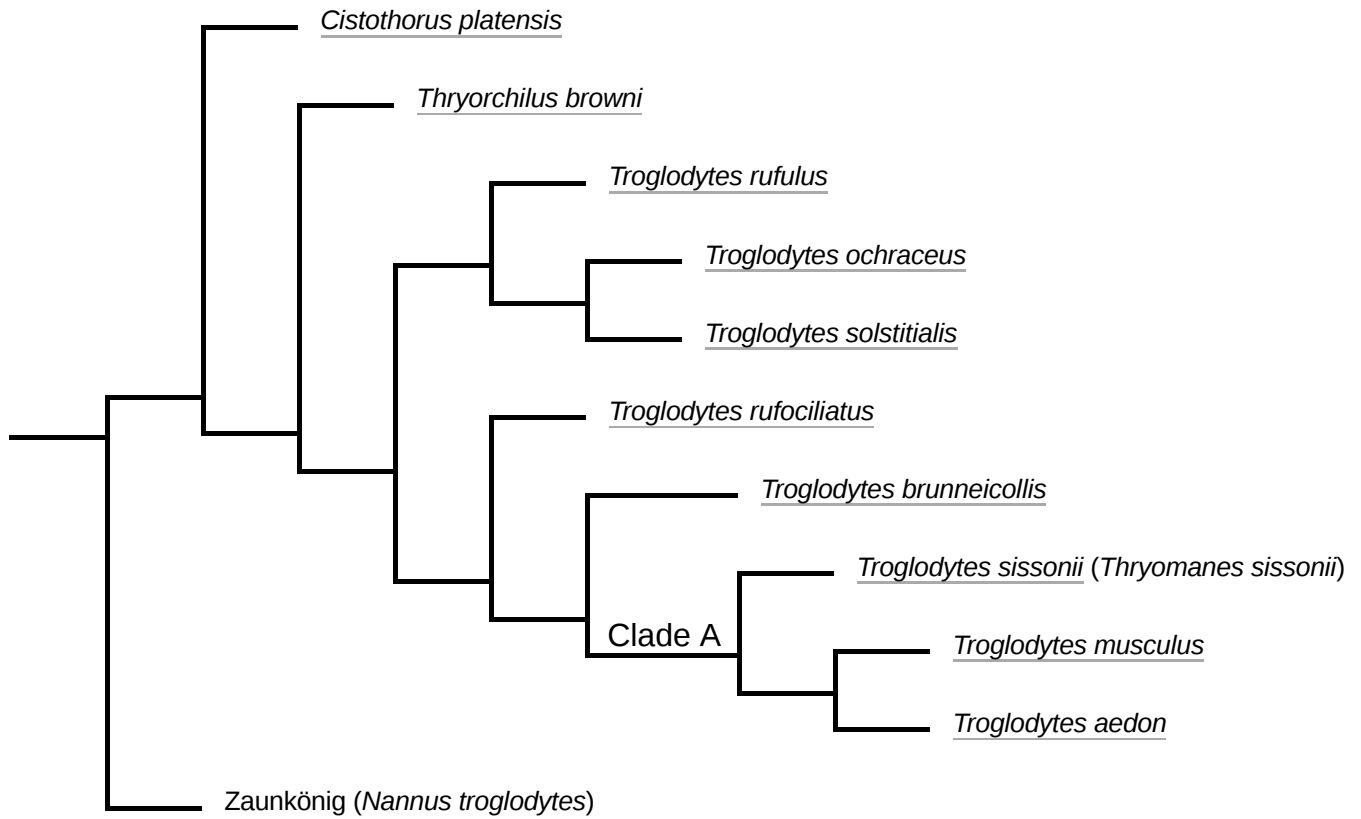 Cistothorus platensis
Thryorchilus browni
Troglodytes rufulus
Troglodytes ochraceus
Troglodytes solstitialis
Troglodytes rufociliatus
Troglodytes brunneicollis
Troglodytes sissonii (Thryomanes sissonii)
Clade A
Troglodytes musculus
Troglodytes aedon
Zaunkönig (Nannus troglodytes)